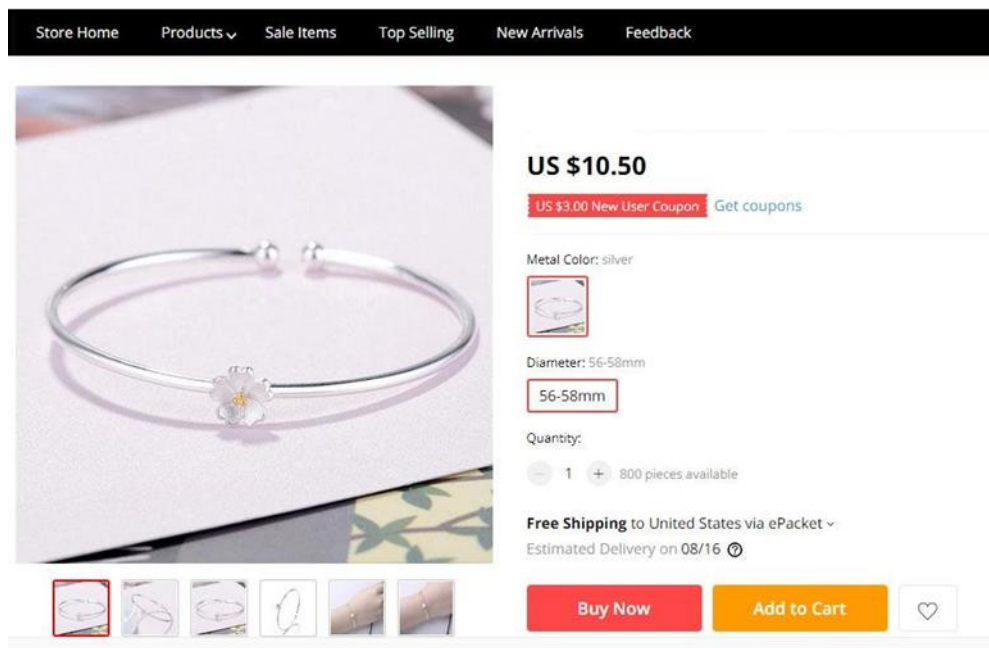 Store Home Products Sale Items Top Selling New Arrivals Feedback
US $10.50
US $3.00 New User Coupon Get coupons
Metal Color: silver
Diameter: 56-58mm
56-58mm
Quantity:
− 1 + 800 pieces available
Free Shipping to United States via ePacket
Estimated Delivery on 08/16 ?
Buy Now Add to Cart